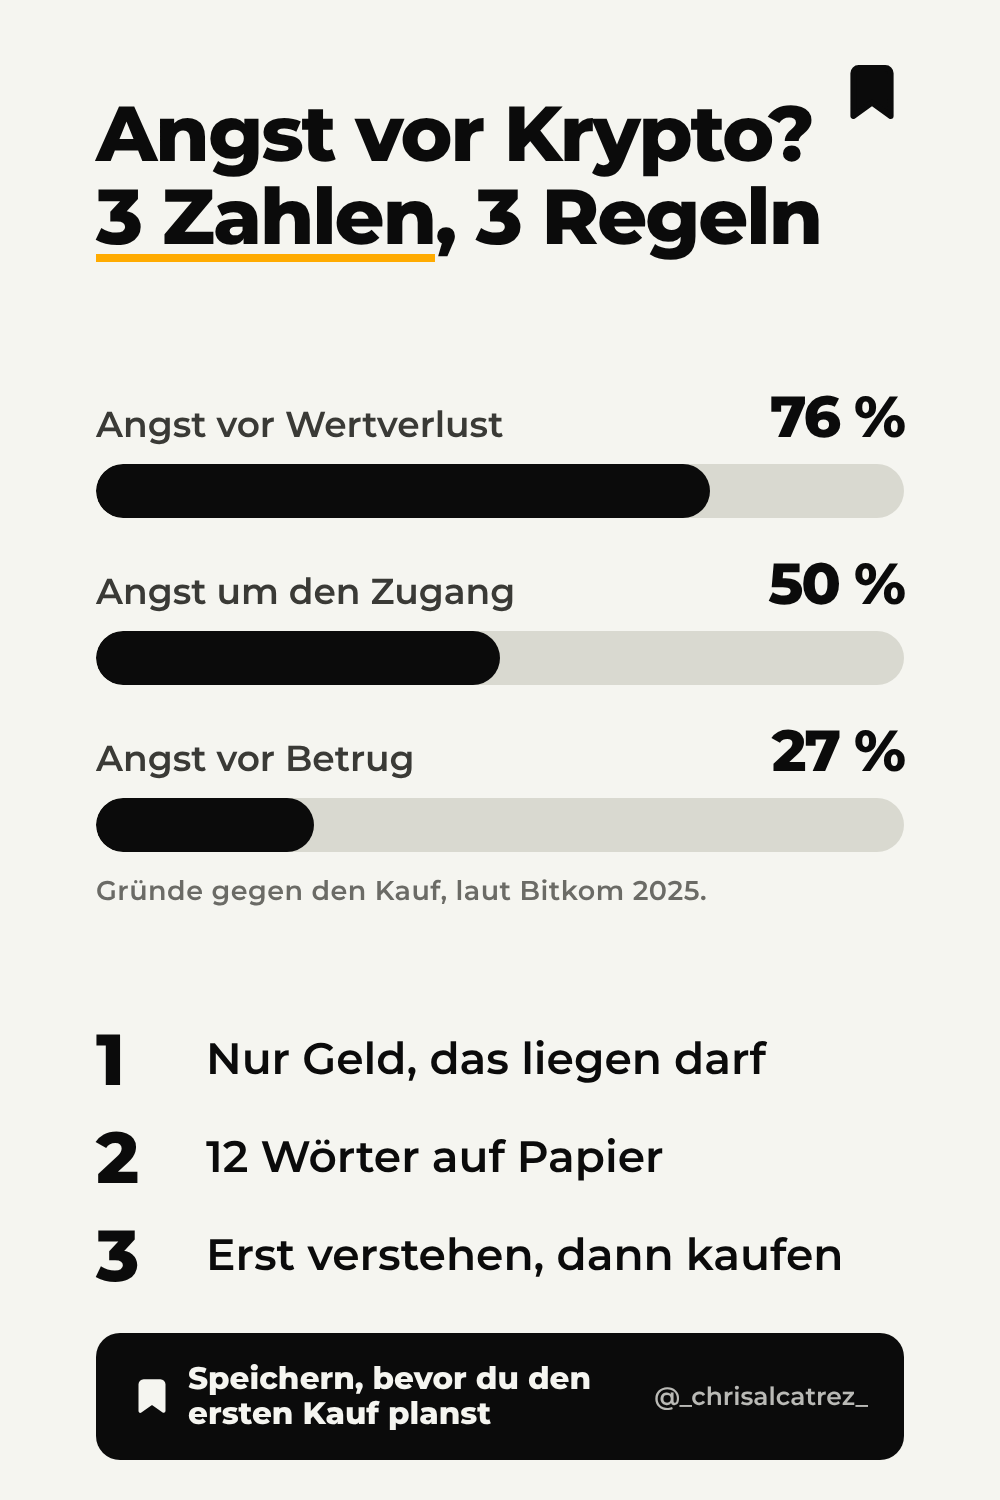 Angst vor Krypto?
3 Zahlen, 3 Regeln
Angst vor Wertverlust 76 %
Angst um den Zugang 50 %
Angst vor Betrug 27 %
Gründe gegen den Kauf, laut Bitkom 2025.
1 Nur Geld, das liegen darf
2 12 Wörter auf Papier
3 Erst verstehen, dann kaufen
Speichern, bevor du den
ersten Kauf planst
@_chrisalcatrez_